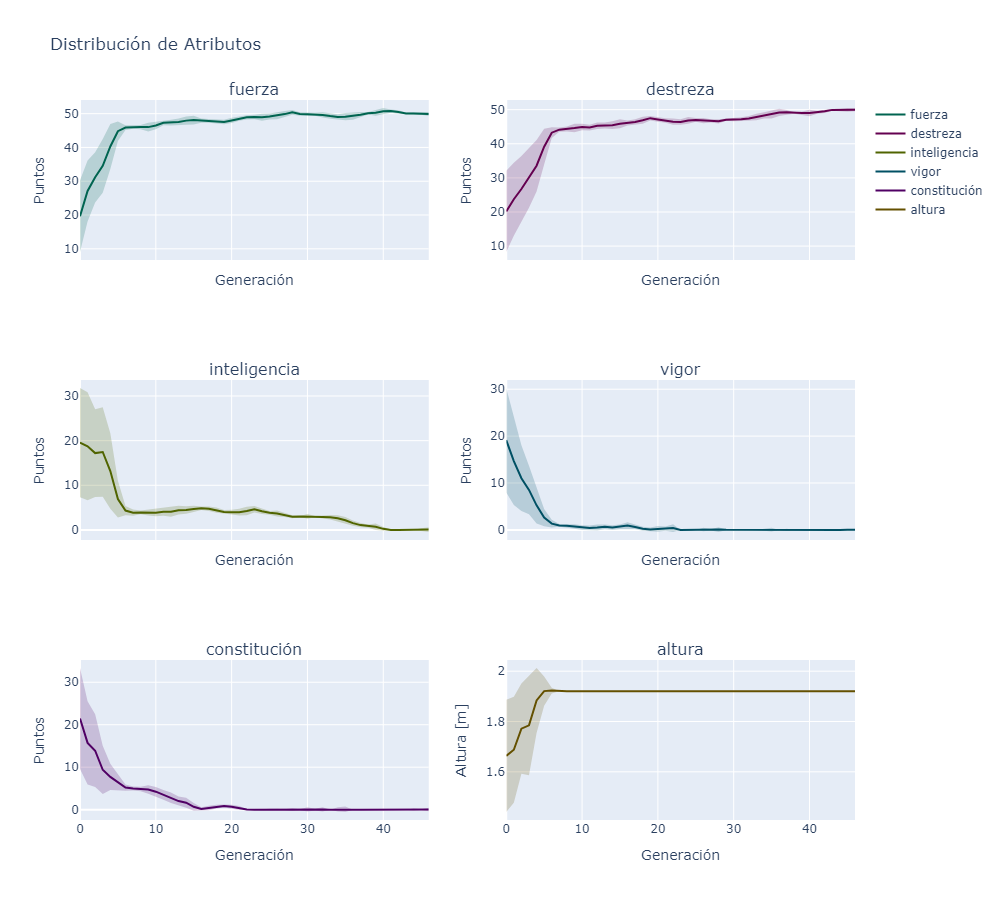 Distribución de Atributos
fuerza
50
40
30
20
10
Puntos
Generación
destreza
50
40
30
20
10
Puntos
Generación
fuerza
destreza
inteligencia
vigor
constitución
altura
inteligencia
30
20
10
0
Puntos
Generación
vigor
30
20
10
0
Puntos
Generación
constitución
30
20
10
0
Puntos
0 10 20 30 40
Generación
altura
2
1.8
1.6
Altura [m]
0 10 20 30 40
Generación